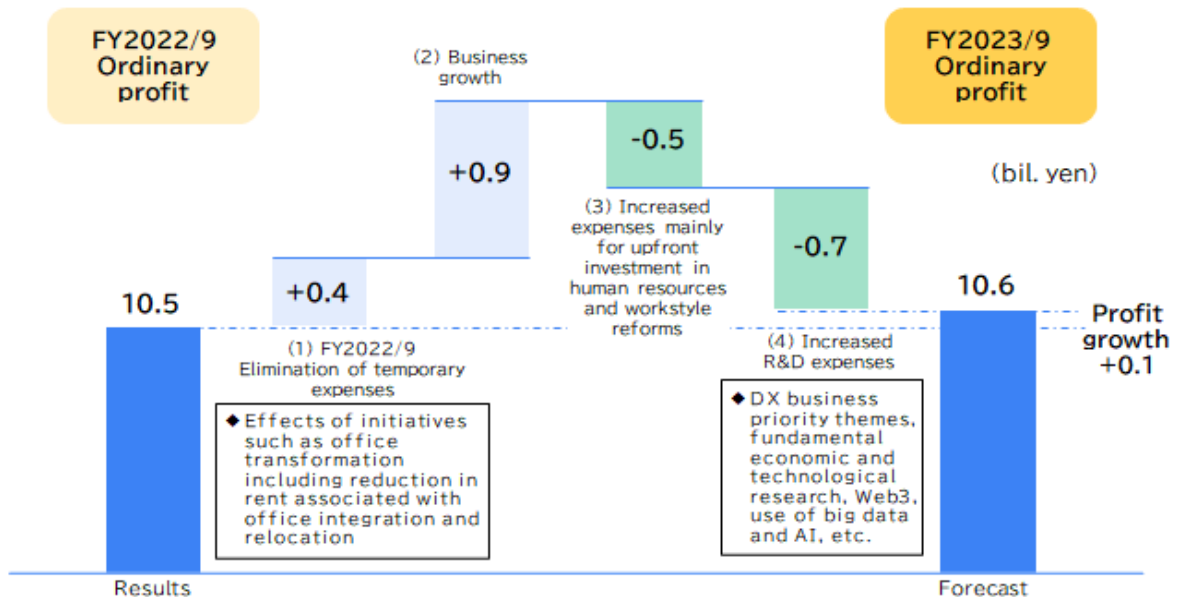 FY2022/9
Ordinary
profit
FY2023/9
Ordinary
profit
(bil. yen)
10.5
Results
+0.4
(1) FY2022/9
Elimination of temporary
expenses
◆ Effects of initiatives
such as office
transformation
including reduction in
rent associated with
office integration and
relocation
(2) Business
growth
+0.9
-0.5
(3) Increased
expenses mainly
for upfront
investment in
human resources
and workstyle
reforms
-0.7
(4) Increased
R&D expenses
◆ DX business
priority themes,
fundamental
economic and
technological
research, Web3,
use of big data
and AI, etc.
10.6
Forecast
Profit
growth
+0.1